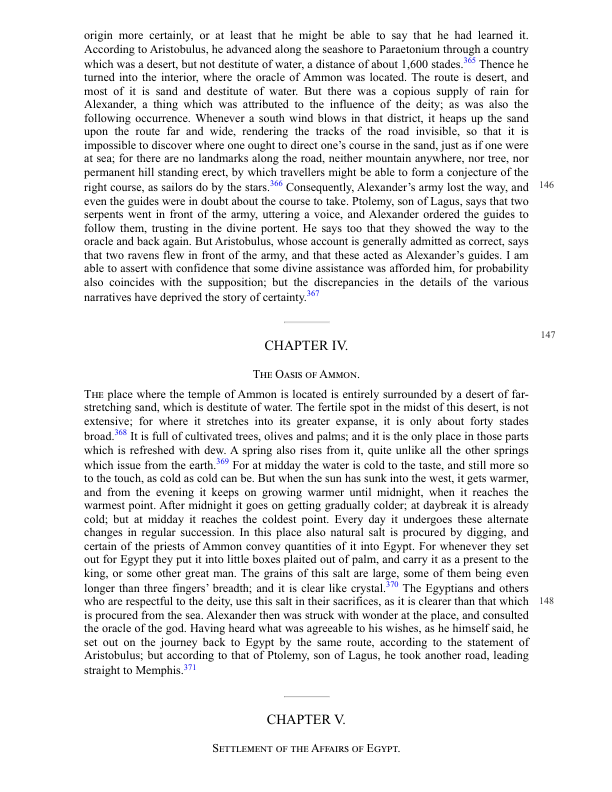 origin more certainly, or at least that he might be able to say that he had learned it.
According to Aristobulus, he advanced along the seashore to Paraetonium through a country
which was a desert, but not destitute of water, a distance of about 1,600 stades.365 Thence he
turned into the interior, where the oracle of Ammon was located. The route is desert, and
most of it is sand and destitute of water. But there was a copious supply of rain for
Alexander, a thing which was attributed to the influence of the deity; as was also the
following occurrence. Whenever a south wind blows in that district, it heaps up the sand
upon the route far and wide, rendering the tracks of the road invisible, so that it is
impossible to discover where one ought to direct one's course in the sand, just as if one were
at sea; for there are no landmarks along the road, neither mountain anywhere, nor tree, nor
permanent hill standing erect, by which travellers might be able to form a conjecture of the
right course, as sailors do by the stars.366 Consequently, Alexander's army lost the way, and 146
even the guides were in doubt about the course to take. Ptolemy, son of Lagus, says that two
serpents went in front of the army, uttering a voice, and Alexander ordered the guides to
follow them, trusting in the divine portent. He says too that they showed the way to the
oracle and back again. But Aristobulus, whose account is generally admitted as correct, says
that two ravens flew in front of the army, and that these acted as Alexander's guides. I am
able to assert with confidence that some divine assistance was afforded him, for probability
also coincides with the supposition; but the discrepancies in the details of the various
narratives have deprived the story of certainty.367
147
CHAPTER IV.
The Oasis of Ammon.
The place where the temple of Ammon is located is entirely surrounded by a desert of far-
stretching sand, which is destitute of water. The fertile spot in the midst of this desert, is not
extensive; for where it stretches into its greater expanse, it is only about forty stades
broad.368 It is full of cultivated trees, olives and palms; and it is the only place in those parts
which is refreshed with dew. A spring also rises from it, quite unlike all the other springs
which issue from the earth.369 For at midday the water is cold to the taste, and still more so
to the touch, as cold as cold can be. But when the sun has sunk into the west, it gets warmer,
and from the evening it keeps on growing warmer until midnight, when it reaches the
warmest point. After midnight it goes on getting gradually colder; at daybreak it is already
cold; but at midday it reaches the coldest point. Every day it undergoes these alternate
changes in regular succession. In this place also natural salt is procured by digging, and
certain of the priests of Ammon convey quantities of it into Egypt. For whenever they set
out for Egypt they put it into little boxes plaited out of palm, and carry it as a present to the
king, or some other great man. The grains of this salt are large, some of them being even
longer than three fingers' breadth; and it is clear like crystal.370 The Egyptians and others
who are respectful to the deity, use this salt in their sacrifices, as it is clearer than that which 148
is procured from the sea. Alexander then was struck with wonder at the place, and consulted
the oracle of the god. Having heard what was agreeable to his wishes, as he himself said, he
set out on the journey back to Egypt by the same route, according to the statement of
Aristobulus; but according to that of Ptolemy, son of Lagus, he took another road, leading
straight to Memphis.371
CHAPTER V.
Settlement of the Affairs of Egypt.